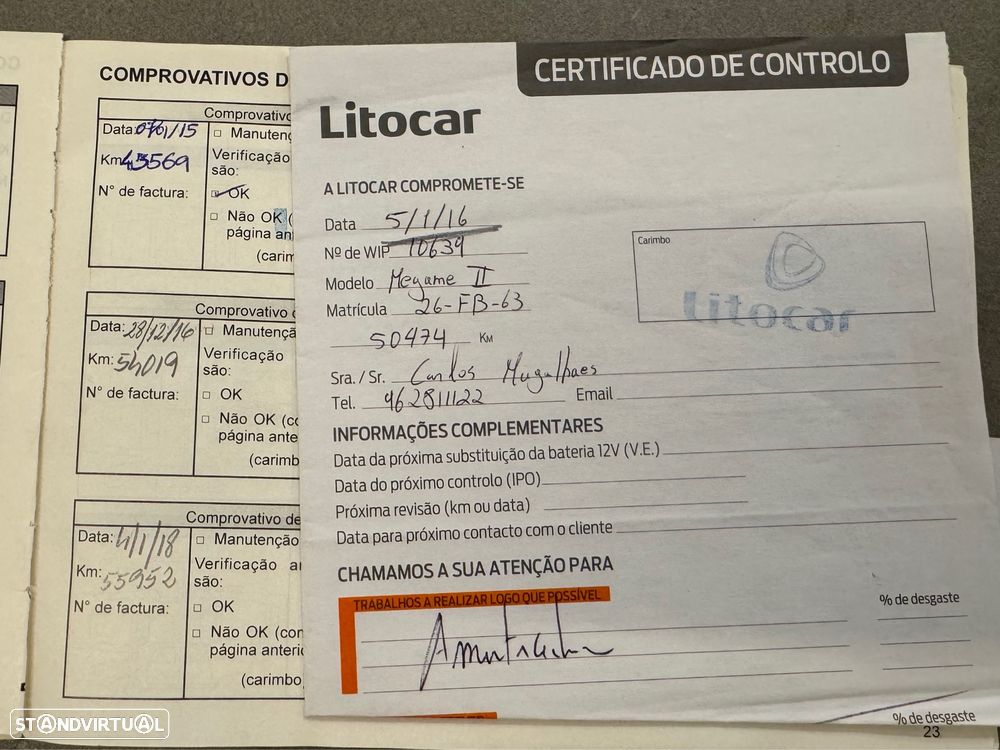 COMPROVATIVOS D
Comprovativo
Data: 07/01/15
□ Manutenç
Km: 43569
Verificação
são:
N° de factura:
OK
□ Não OK (
página an
(carim
Comprovativo d
Data: 28/12/16
□ Manutençã
Km: 54019
Verificação
são:
N° de factura:
□ OK
□ Não OK (co
página ante
(carimb
Comprovativo de
Data: 4/1/18
□ Manutenção
Km: 55952
Verificação an
são:
N° de factura:
□ OK
□ Não OK (con
página anterio
(carimbo
CERTIFICADO DE CONTROLO
Litocar
A LITOCAR COMPROMETE-SE
Data 5/1/16
Nº de WIP 10639
Modelo Megame II
Matrícula 26-FB-63
50474 KM
Sra./Sr. Carlos Magalhaes
Tel. 962811122 Email
Carimbo
Litocar
INFORMAÇÕES COMPLEMENTARES
Data da próxima substituição da bateria 12V (V.E.)
Data do próximo controlo (IPO)
Próxima revisão (km ou data)
Data para próximo contacto com o cliente
CHAMAMOS A SUA ATENÇÃO PARA
TRABALHOS A REALIZAR LOGO QUE POSSÍVEL
% de desgaste
% de desgaste
23
STANDVIRTUAL